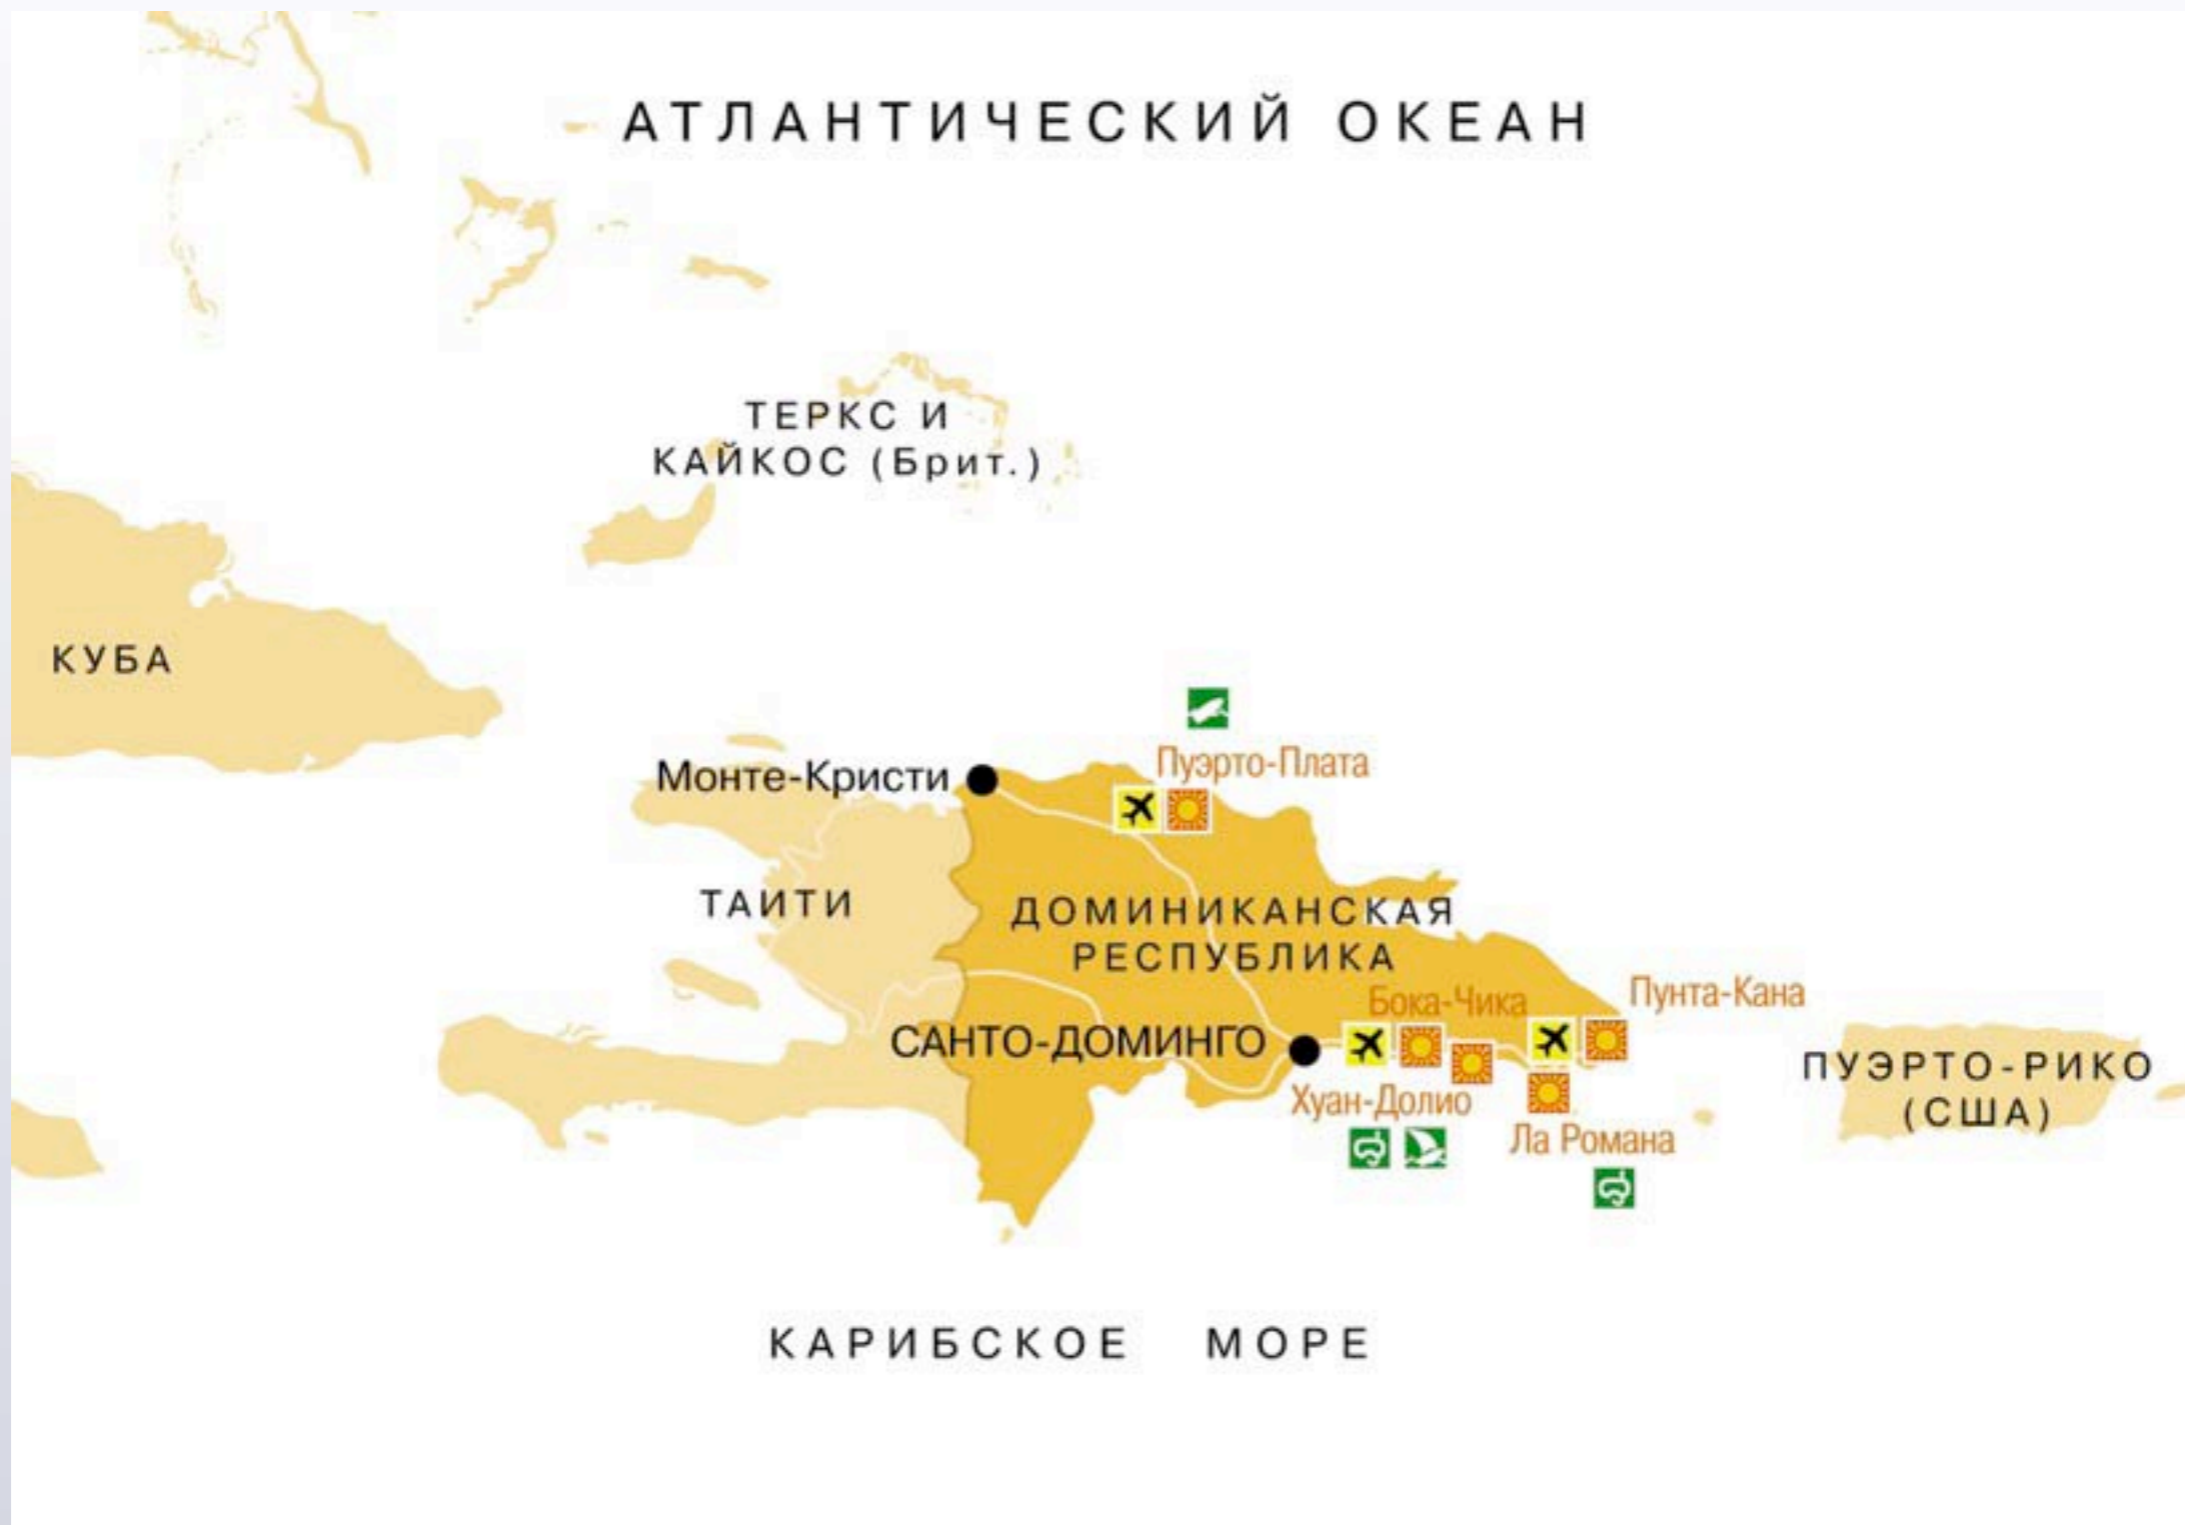 АТЛАНТИЧЕСКИЙ ОКЕАН
ТЕРКС И
КАЙКОС (Брит.)
КУБА
Пуэрто-Плата
Монте-Кристи
ТАИТИ
ДОМИНИКАНСКАЯ
РЕСПУБЛИКА
Пунта-Кана
Бока-Чика
САНТО-ДОМИНГО
ПУЭРТО-РИКО
(США)
Хуан-Долио
Ла Романа
КАРИБСКОЕ МОРЕ